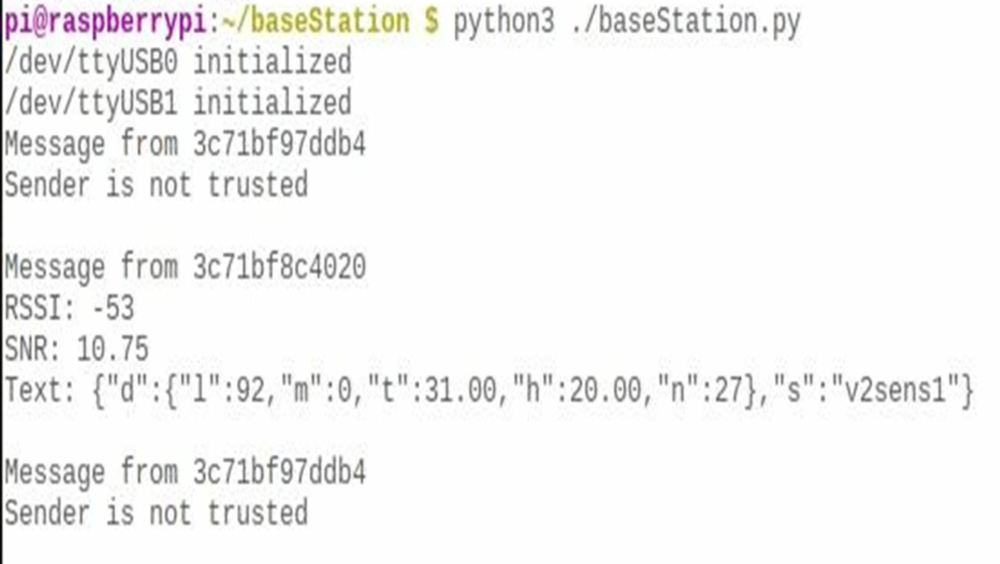 pi@raspberrypi:~/baseStation $ python3 ./baseStation.py
/dev/ttyUSB0 initialized
/dev/ttyUSB1 initialized
Message from 3c71bf97ddb4
Sender is not trusted
Message from 3c71bf8c4020
RSSI: -53
SNR: 10.75
Text: {"d":{"l":92,"m":0,"t":31.00,"h":20.00,"n":27},"s":"v2sens1"}
Message from 3c71bf97ddb4
Sender is not trusted